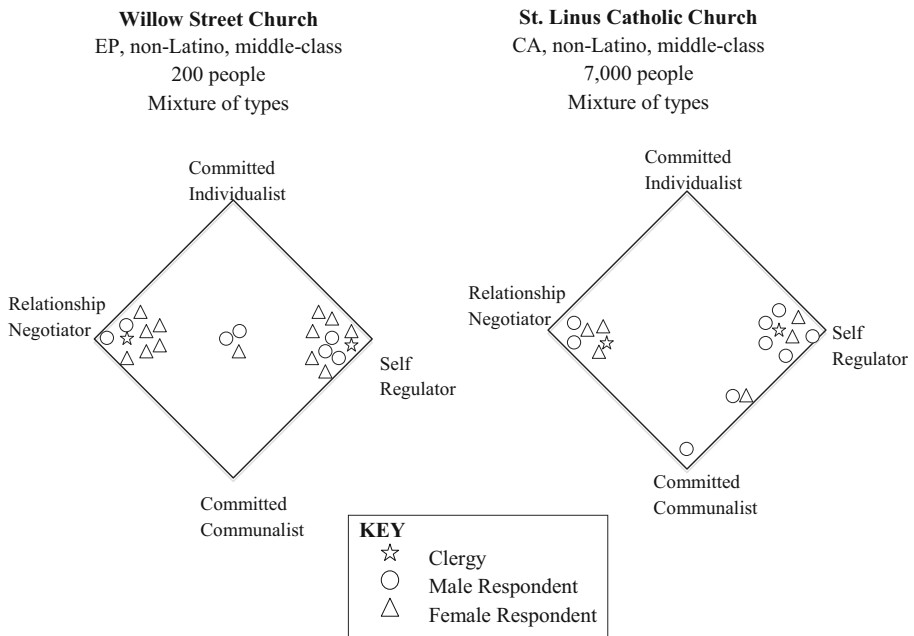 Willow Street Church
EP, non-Latino, middle-class
200 people
Mixture of types
Committed
Individualist
Relationship
Negotiator
Self
Regulator
Committed
Communalist
St. Linus Catholic Church
CA, non-Latino, middle-class
7,000 people
Mixture of types
Committed
Individualist
Relationship
Negotiator
Self
Regulator
Committed
Communalist
KEY
Clergy
Male Respondent
Female Respondent